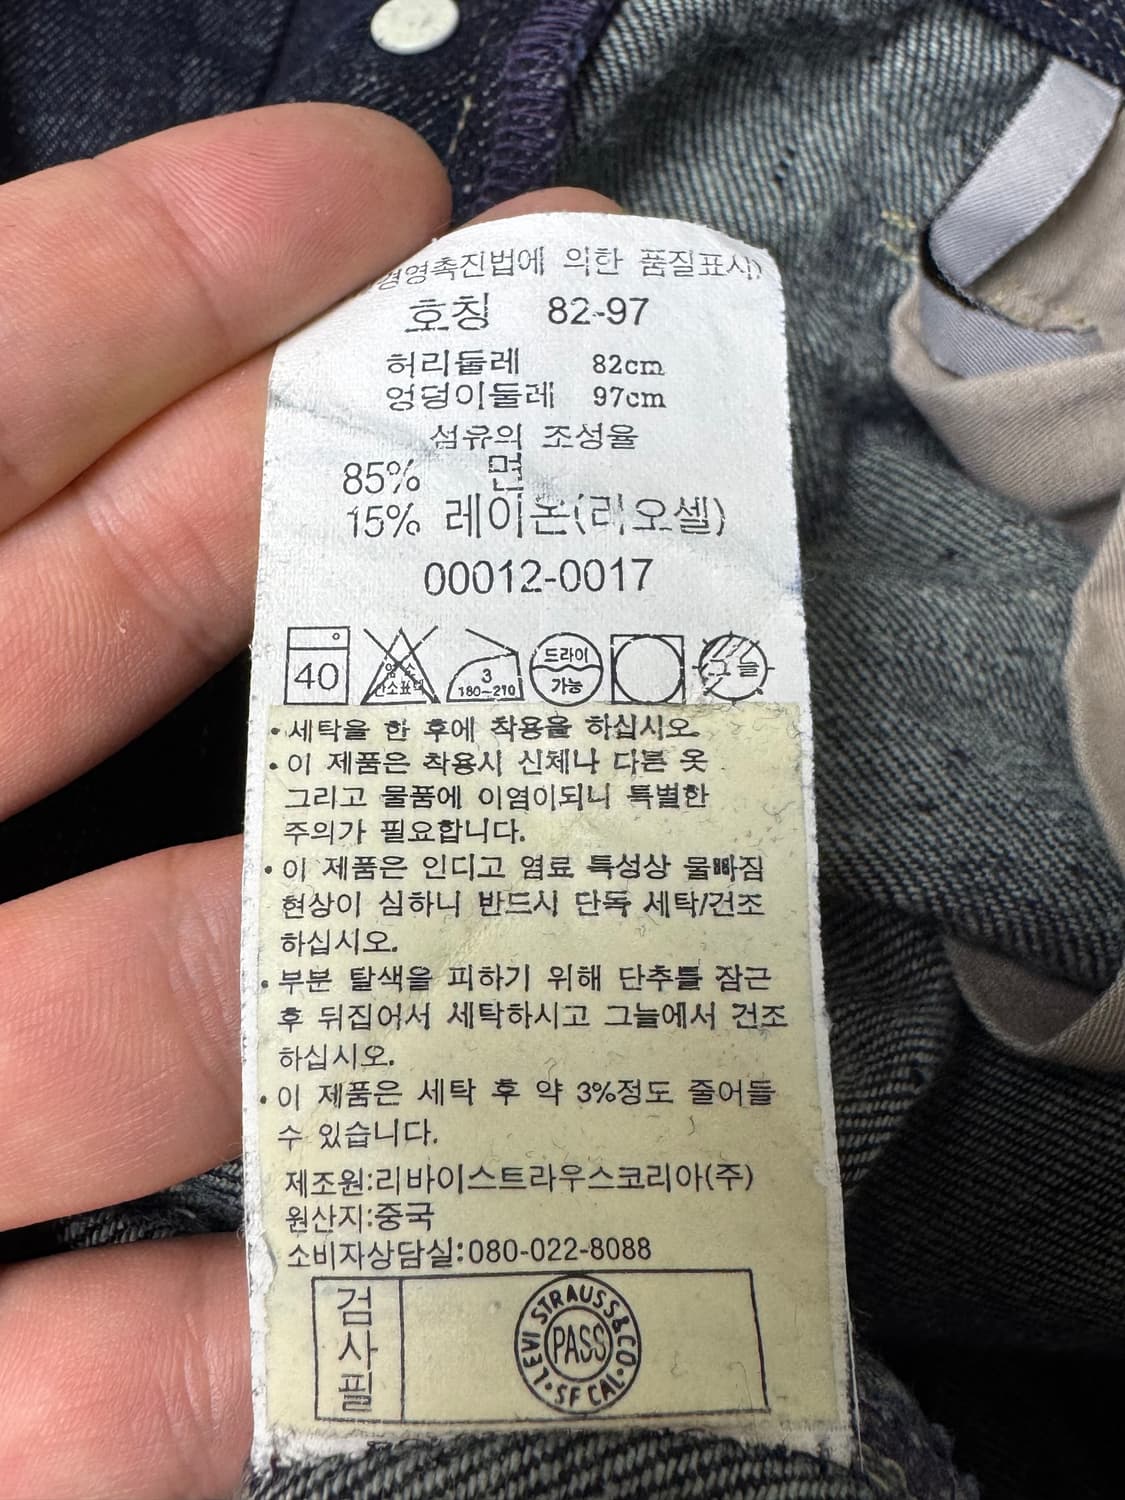 경영촉진법에 의한 품질표시)
호칭 82-97
허리둘레 82cm
엉덩이둘레 97cm
섬유의 조성율
85% 면
15% 레이온(리오셀)
00012-0017
40
산소표백
3
180~210
드라이
가능
그늘
• 세탁을 한 후에 착용을 하십시오.
• 이 제품은 착용시 신체나 다른 옷
그리고 물품에 이염이되니 특별한
주의가 필요합니다.
• 이 제품은 인디고 염료 특성상 물빠짐
현상이 심하니 반드시 단독 세탁/건조
하십시오.
• 부분 탈색을 피하기 위해 단추를 잠근
후 뒤집어서 세탁하시고 그늘에서 건조
하십시오.
• 이 제품은 세탁 후 약 3%정도 줄어들
수 있습니다.
제조원:리바이스트라우스코리아(주)
원산지:중국
소비자상담실:080-022-8088
검사필
LEVI STRAUSS & CO.
PASS
SF CAL